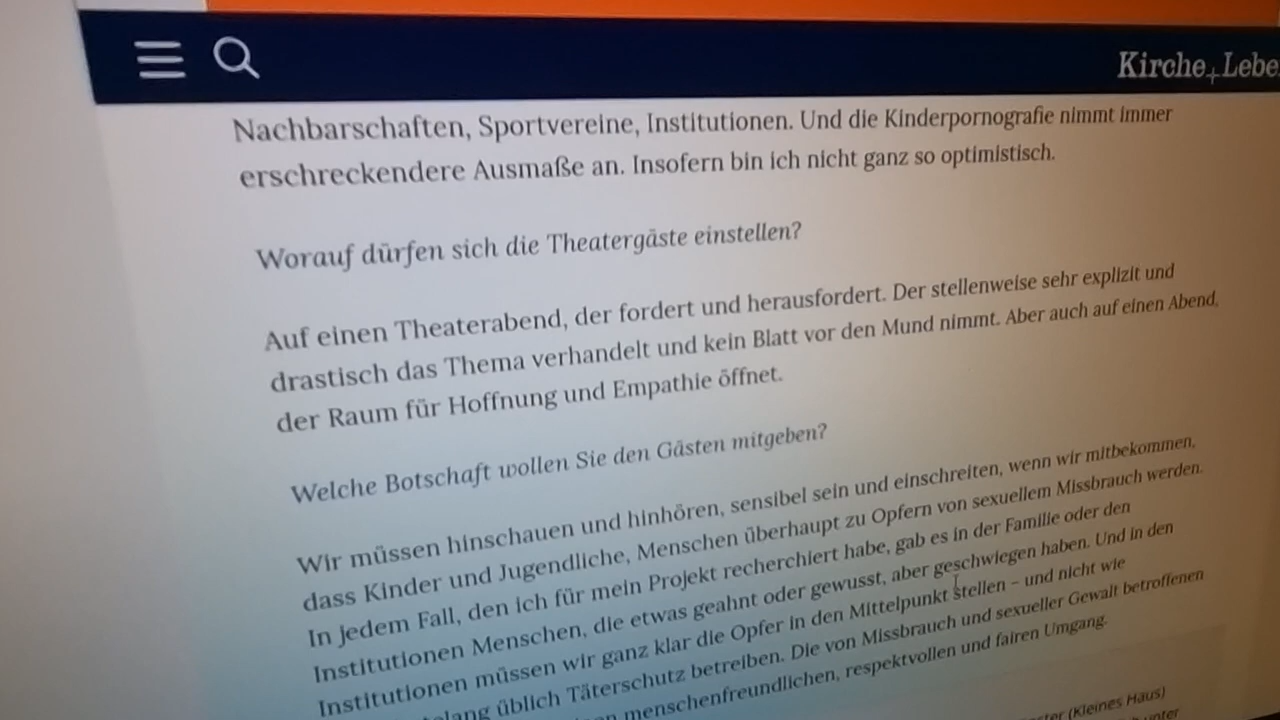 Kirche+Lebe
Nachbarschaften, Sportvereine, Institutionen. Und die Kinderpornografie nimmt immer
erschreckendere Ausmaße an. Insofern bin ich nicht ganz so optimistisch.
Worauf dürfen sich die Theatergäste einstellen?
Auf einen Theaterabend, der fordert und herausfordert. Der stellenweise sehr explizit und
drastisch das Thema verhandelt und kein Blatt vor den Mund nimmt. Aber auch auf einen Abend,
der Raum für Hoffnung und Empathie öffnet.
Welche Botschaft wollen Sie den Gästen mitgeben?
Wir müssen hinschauen und hinhören, sensibel sein und einschreiten, wenn wir mitbekommen,
dass Kinder und Jugendliche, Menschen überhaupt zu Opfern von sexuellem Missbrauch werden.
In jedem Fall, den ich für mein Projekt recherchiert habe, gab es in der Familie oder den
Institutionen Menschen, die etwas geahnt oder gewusst, aber geschwiegen haben. Und in den
Institutionen müssen wir ganz klar die Opfer in den Mittelpunkt stellen – und nicht wie
üblich Täterschutz betreiben. Die von Missbrauch und sexueller Gewalt betroffenen
menschenfreundlichen, respektvollen und fairen Umgang.
(Kleines Haus)
unter